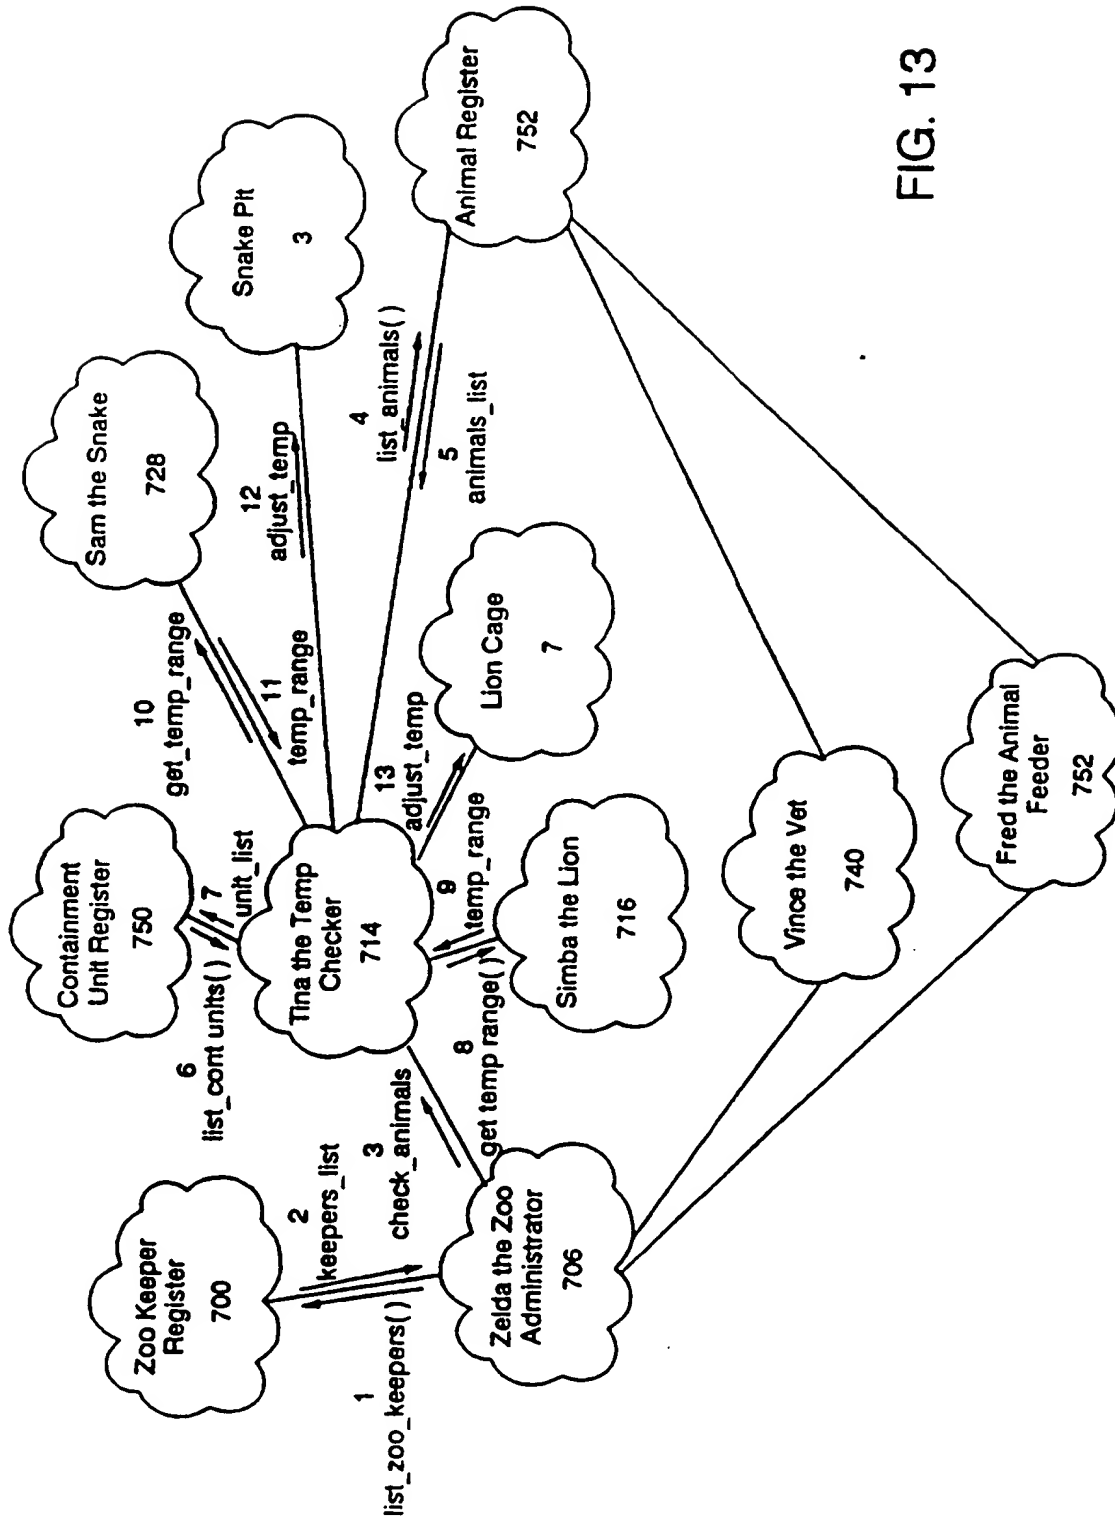 Zoo Keeper
Register
700
1
list_zoo_keepers()
2
keepers_list
Zelda the Zoo
Administrator
706
3
check_animals
Containment
Unit Register
750
6
list_cont units()
7
unit_list
Tina the Temp
Checker
714
8
get temp range()
9
temp_range
Simba the Lion
716
10
get_temp_range
11
temp_range
Sam the Snake
728
12
adjust_temp
Snake Pit
3
13
adjust_temp
Lion Cage
7
4
list_animals()
5
animals_list
Animal Register
752
Vince the Vet
740
Fred the Animal
Feeder
752
FIG. 13